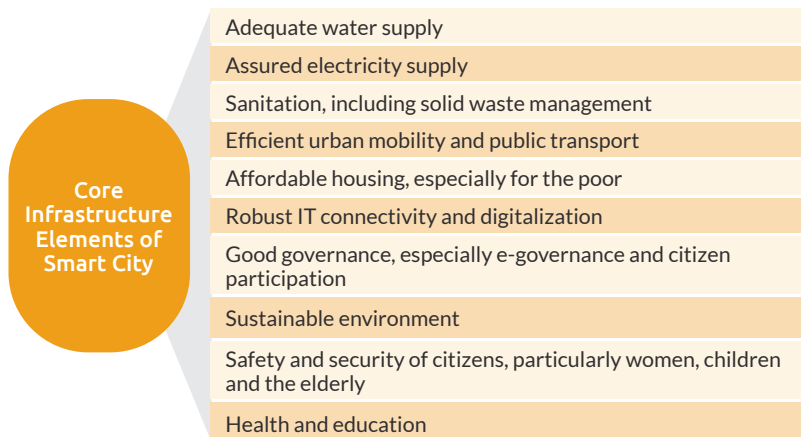 Core
Infrastructure
Elements of
Smart City
Adequate water supply
Assured electricity supply
Sanitation, including solid waste management
Efficient urban mobility and public transport
Affordable housing, especially for the poor
Robust IT connectivity and digitalization
Good governance, especially e-governance and citizen
participation
Sustainable environment
Safety and security of citizens, particularly women, children
and the elderly
Health and education